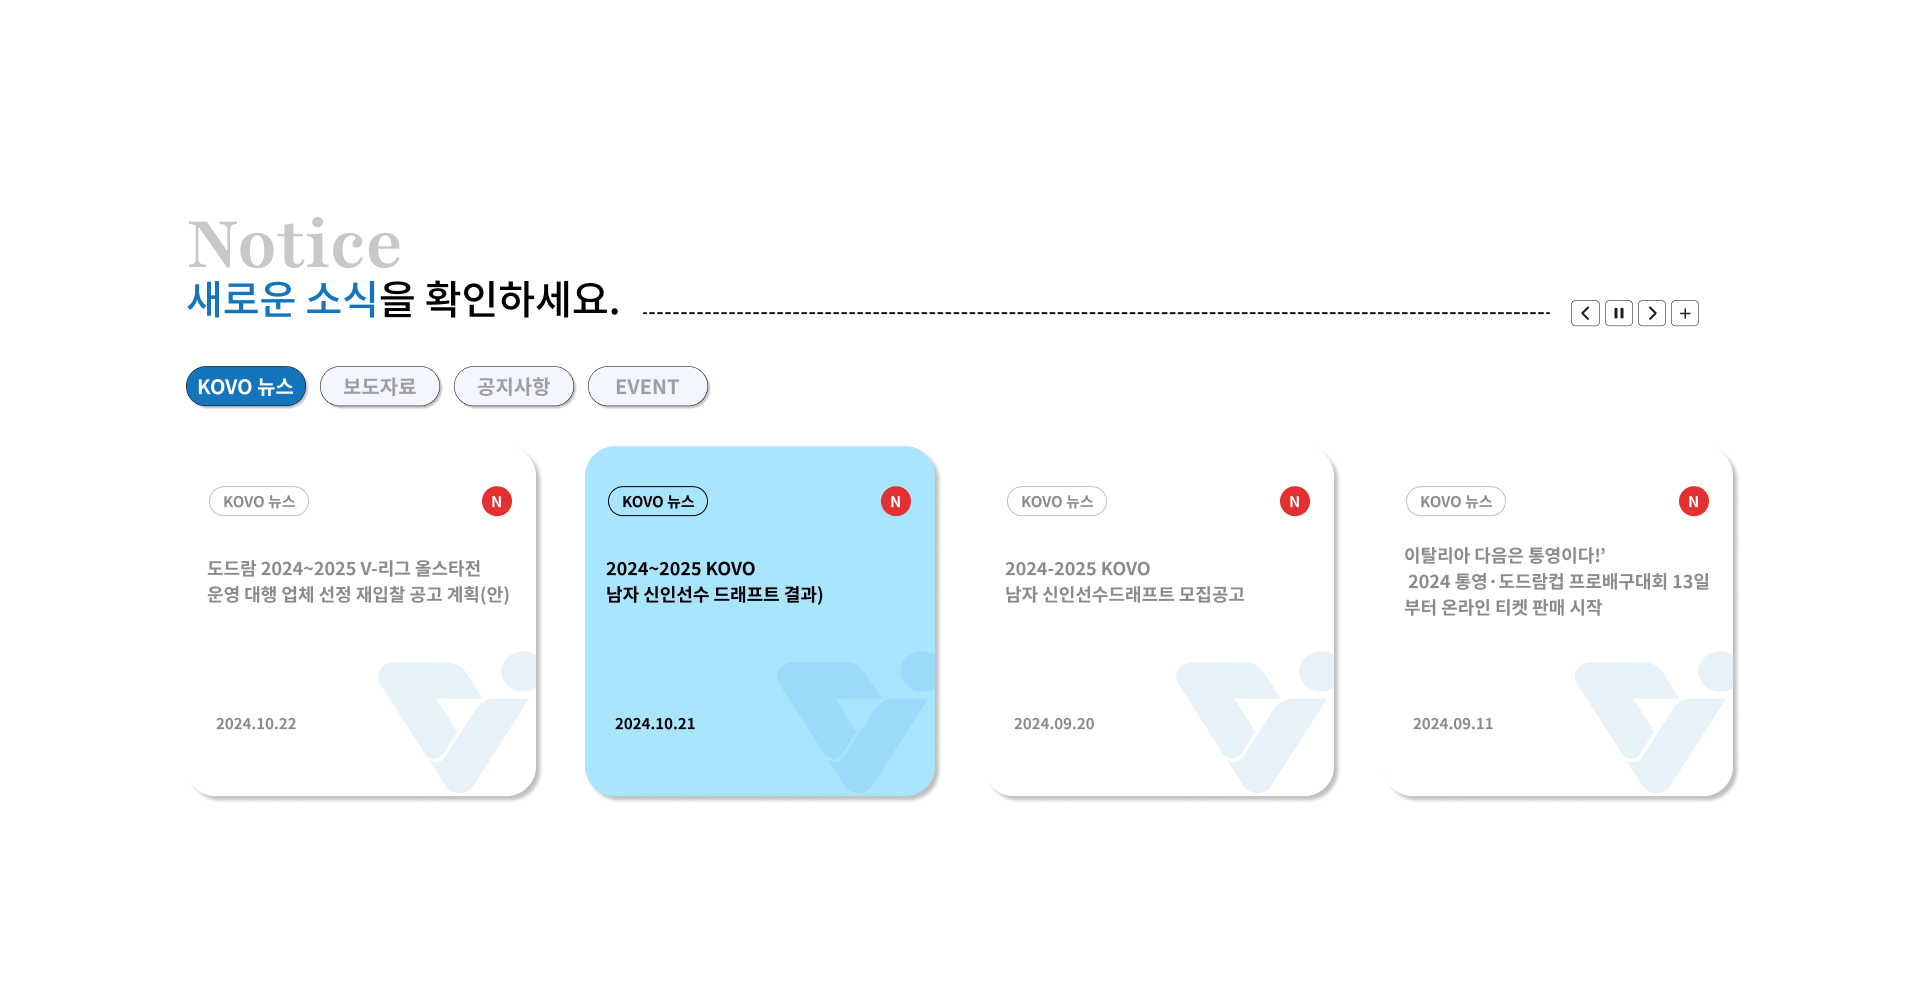 Notice
새로운 소식을 확인하세요.
KOVO 뉴스
보도자료
공지사항
EVENT
KOVO 뉴스
N
도드람 2024~2025 V-리그 올스타전
운영 대행 업체 선정 재입찰 공고 계획(안)
2024.10.22
KOVO 뉴스
N
2024~2025 KOVO
남자 신인선수 드래프트 결과)
2024.10.21
KOVO 뉴스
N
2024-2025 KOVO
남자 신인선수드래프트 모집공고
2024.09.20
KOVO 뉴스
N
이탈리아 다음은 통영이다!’
2024 통영·도드람컵 프로배구대회 13일
부터 온라인 티켓 판매 시작
2024.09.11